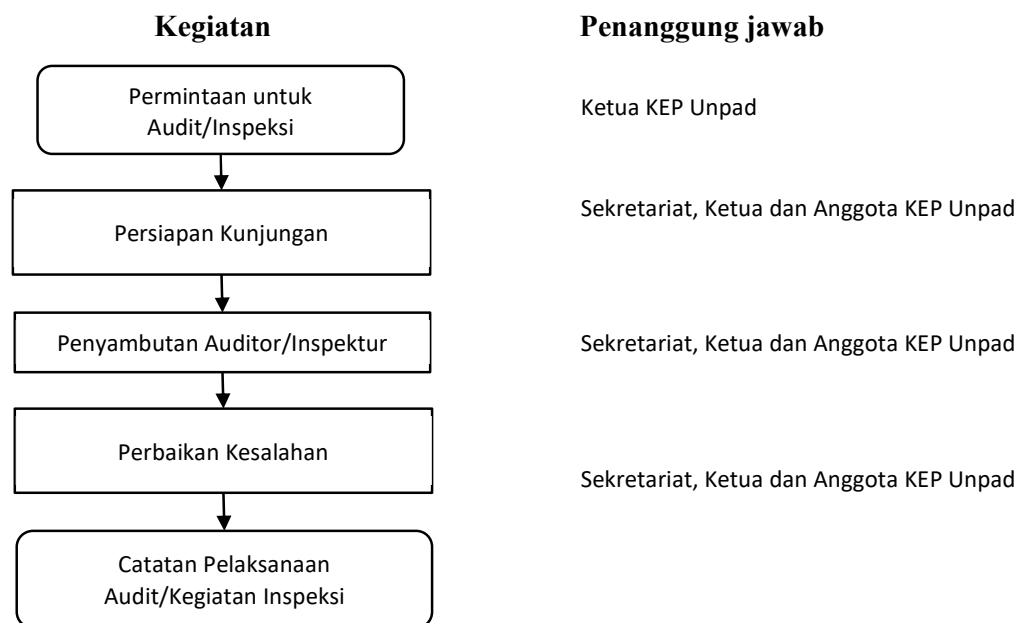 Kegiatan
Penanggung jawab
Permintaan untuk
Audit/Inspeksi
Ketua KEP Unpad
Persiapan Kunjungan
Sekretariat, Ketua dan Anggota KEP Unpad
Penyambutan Auditor/Inspektur
Sekretariat, Ketua dan Anggota KEP Unpad
Perbaikan Kesalahan
Sekretariat, Ketua dan Anggota KEP Unpad
Catatan Pelaksanaan
Audit/Kegiatan Inspeksi